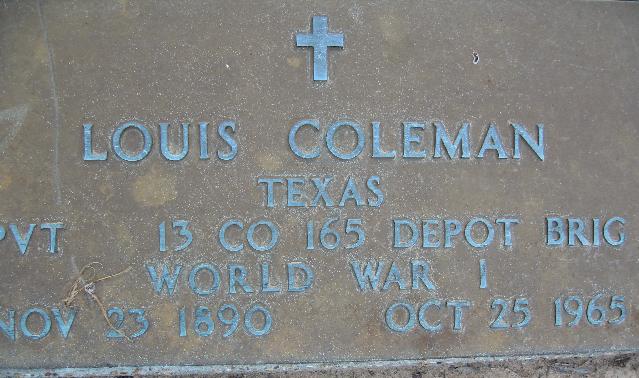 LOUIS COLEMAN
TEXAS
PVT 13 CO 165 DEPOT BRIG
WORLD WAR I
NOV 23 1890 OCT 25 1965